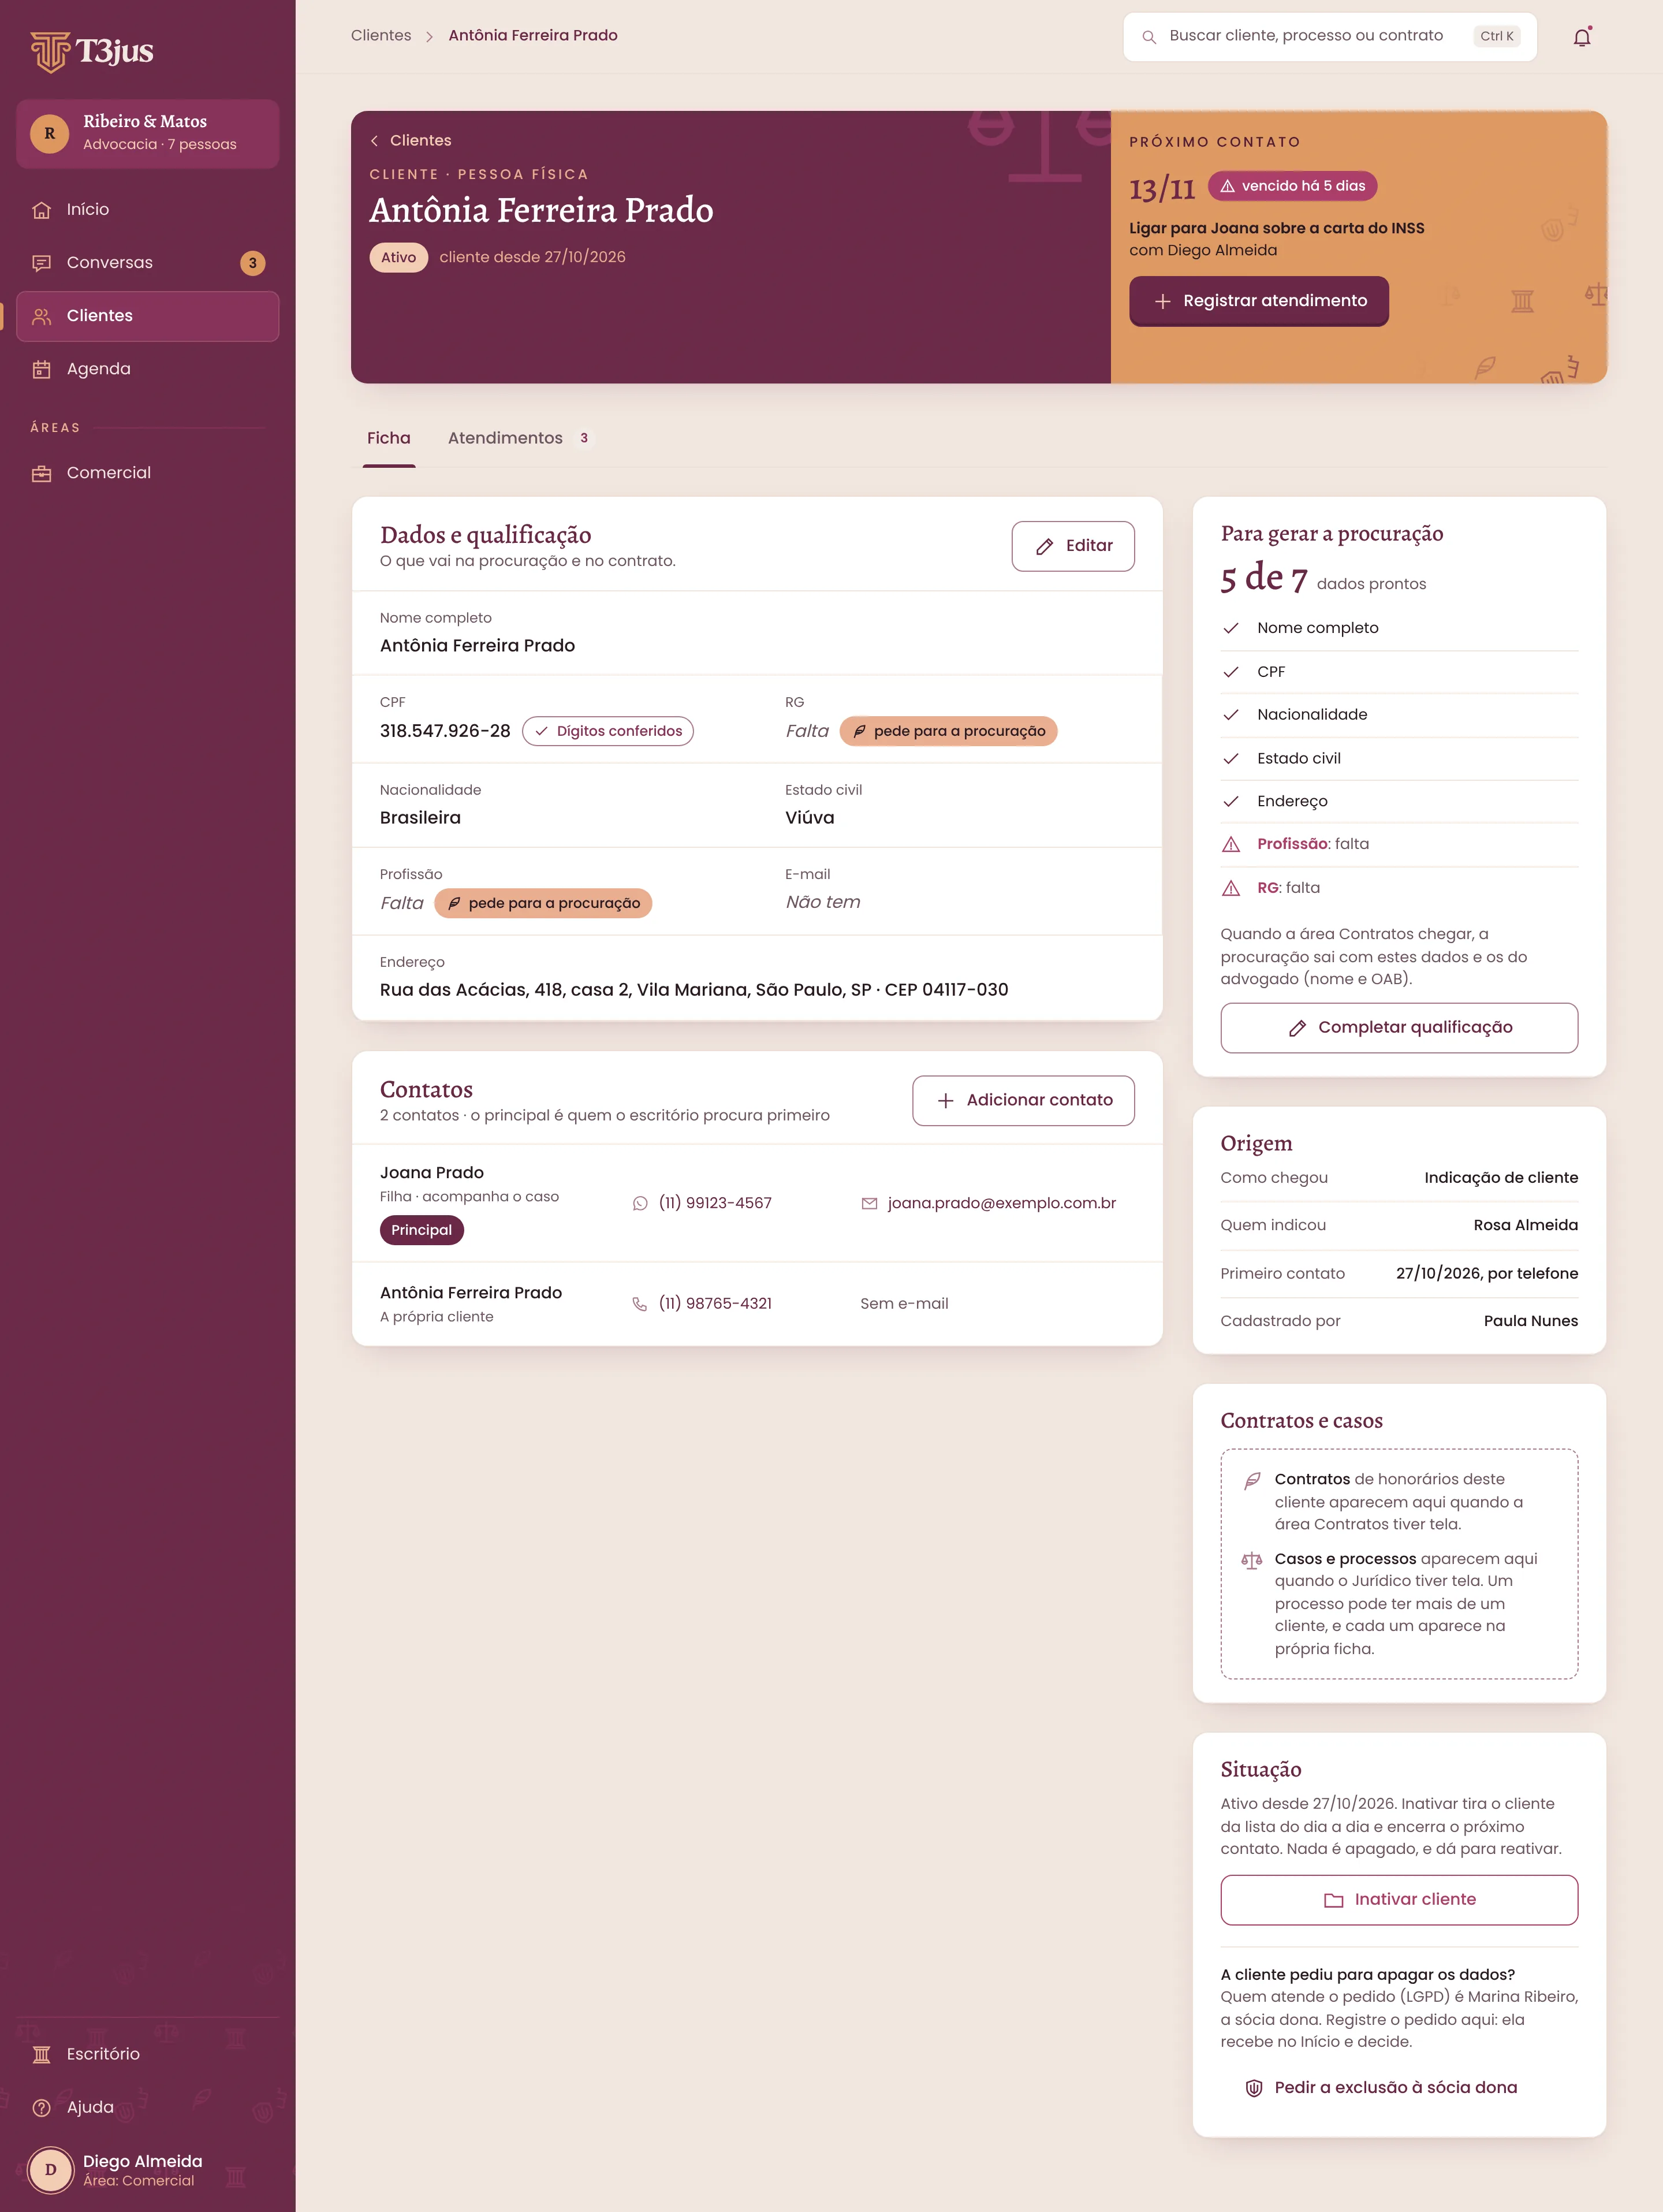 T3jus
R
Ribeiro & Matos
Advocacia · 7 pessoas
Início
Conversas
3
Clientes
Agenda
ÁREAS
Comercial
Escritório
Ajuda
D
Diego Almeida
Área: Comercial
Clientes
Antônia Ferreira Prado
Buscar cliente, processo ou contrato
Ctrl K
Clientes
CLIENTE · PESSOA FÍSICA
Antônia Ferreira Prado
Ativo
cliente desde 27/10/2026
PRÓXIMO CONTATO
13/11
vencido há 5 dias
Ligar para Joana sobre a carta do INSS
com Diego Almeida
Registrar atendimento
Ficha
Atendimentos
3
Dados e qualificação
O que vai na procuração e no contrato.
Editar
Nome completo
Antônia Ferreira Prado
CPF
318.547.926-28
Dígitos conferidos
RG
Falta
pede para a procuração
Nacionalidade
Brasileira
Estado civil
Viúva
Profissão
Falta
pede para a procuração
E-mail
Não tem
Endereço
Rua das Acácias, 418, casa 2, Vila Mariana, São Paulo, SP · CEP 04117-030
Contatos
2 contatos · o principal é quem o escritório procura primeiro
Adicionar contato
Joana Prado
Filha · acompanha o caso
Principal
(11) 99123-4567
joana.prado@exemplo.com.br
Antônia Ferreira Prado
A própria cliente
(11) 98765-4321
Sem e-mail
Para gerar a procuração
5 de 7 dados prontos
Nome completo
CPF
Nacionalidade
Estado civil
Endereço
Profissão: falta
RG: falta
Quando a área Contratos chegar, a
procuração sai com estes dados e os do
advogado (nome e OAB).
Completar qualificação
Origem
Como chegou
Indicação de cliente
Quem indicou
Rosa Almeida
Primeiro contato
27/10/2026, por telefone
Cadastrado por
Paula Nunes
Contratos e casos
Contratos de honorários deste
cliente aparecem aqui quando a
área Contratos tiver tela.
Casos e processos aparecem aqui
quando o Jurídico tiver tela. Um
processo pode ter mais de um
cliente, e cada um aparece na
própria ficha.
Situação
Ativo desde 27/10/2026. Inativar tira o cliente
da lista do dia a dia e encerra o próximo
contato. Nada é apagado, e dá para reativar.
Inativar cliente
A cliente pediu para apagar os dados?
Quem atende o pedido (LGPD) é Marina Ribeiro,
a sócia dona. Registre o pedido aqui: ela
recebe no Início e decide.
Pedir a exclusão à sócia dona